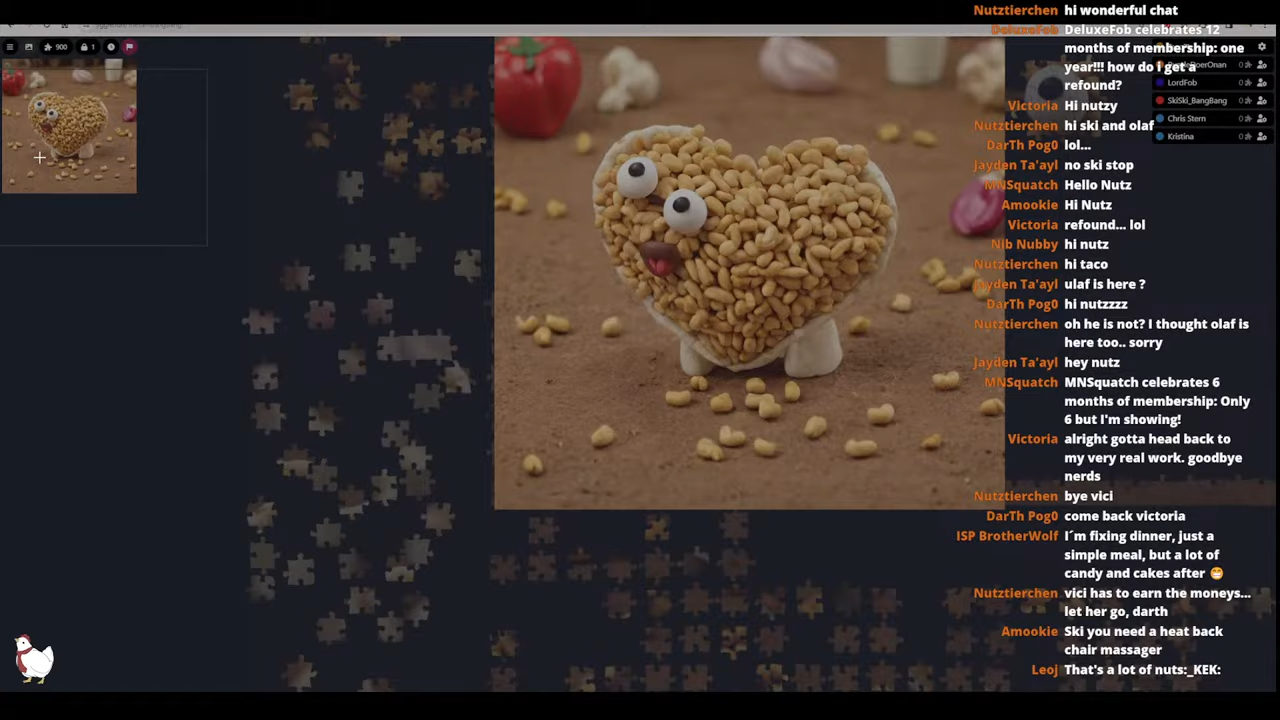 900
1
Nutztierchen hi wonderful chat
DeluxeFob DeluxeFob celebrates 12
months of membership: one
year!!! how do I get a
refound?
Victoria Hi nutzy
Nutztierchen hi ski and olaf
DarTh Pog0 lol...
Jayden Ta'ayl no ski stop
MNSquatch Hello Nutz
Amookie Hi Nutz
Victoria refound... lol
Nib Nubby hi nutz
Nutztierchen hi taco
Jayden Ta'ayl ulaf is here ?
DarTh Pog0 hi nutzzzz
Nutztierchen oh he is not? I thought olaf is
here too.. sorry
Jayden Ta'ayl hey nutz
MNSquatch MNSquatch celebrates 6
months of membership: Only
6 but I'm showing!
Victoria alright gotta head back to
my very real work. goodbye
nerds
Nutztierchen bye vici
DarTh Pog0 come back victoria
ISP BrotherWolf I´m fixing dinner, just a
simple meal, but a lot of
candy and cakes after 😁
Nutztierchen vici has to earn the moneys...
let her go, darth
Amookie Ski you need a heat back
chair massager
Leoj That's a lot of nuts:_KEK:
LordFob 0
SkiSki_BangBang 0
Chris Stern 0
Kristina 0